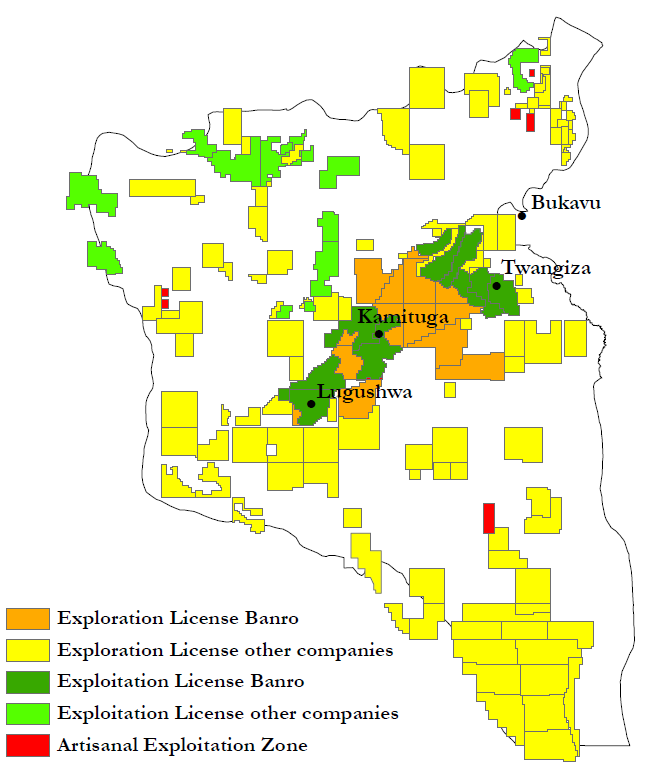 Bukavu
Twangiza
Kamituga
Lugushwa
Exploration License Banro
Exploration License other companies
Exploitation License Banro
Exploitation License other companies
Artisanal Exploitation Zone